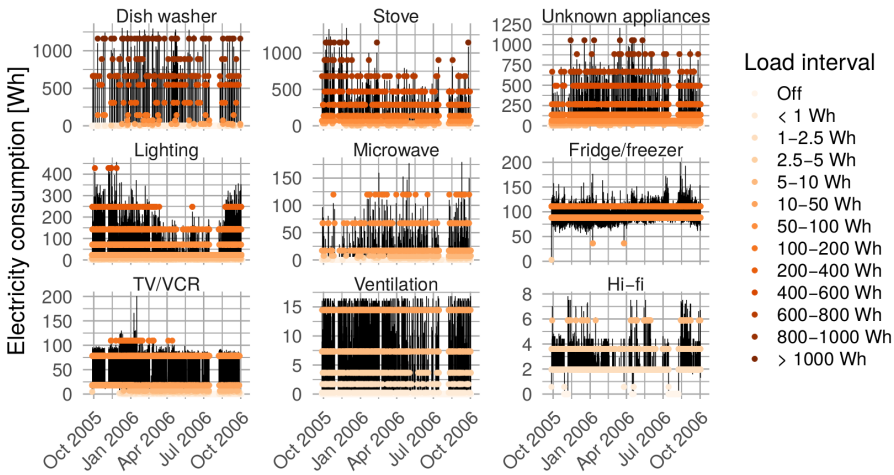 Dish washer
Stove
Unknown appliances
1000
500
0
1000
500
0
1250
1000
750
500
250
0
Lighting
Microwave
Fridge/freezer
400
300
200
100
0
150
100
50
0
200
150
100
50
0
TV/VCR
Ventilation
Hi−fi
200
150
100
50
0
15
10
5
0
8
6
4
2
0
Oct 2005
Jan 2006
Apr 2006
Jul 2006
Oct 2006
Oct 2005
Jan 2006
Apr 2006
Jul 2006
Oct 2006
Oct 2005
Jan 2006
Apr 2006
Jul 2006
Oct 2006
Electricity consumption [Wh]
Load interval
Off
< 1 Wh
1−2.5 Wh
2.5−5 Wh
5−10 Wh
10−50 Wh
50−100 Wh
100−200 Wh
200−400 Wh
400−600 Wh
600−800 Wh
800−1000 Wh
> 1000 Wh